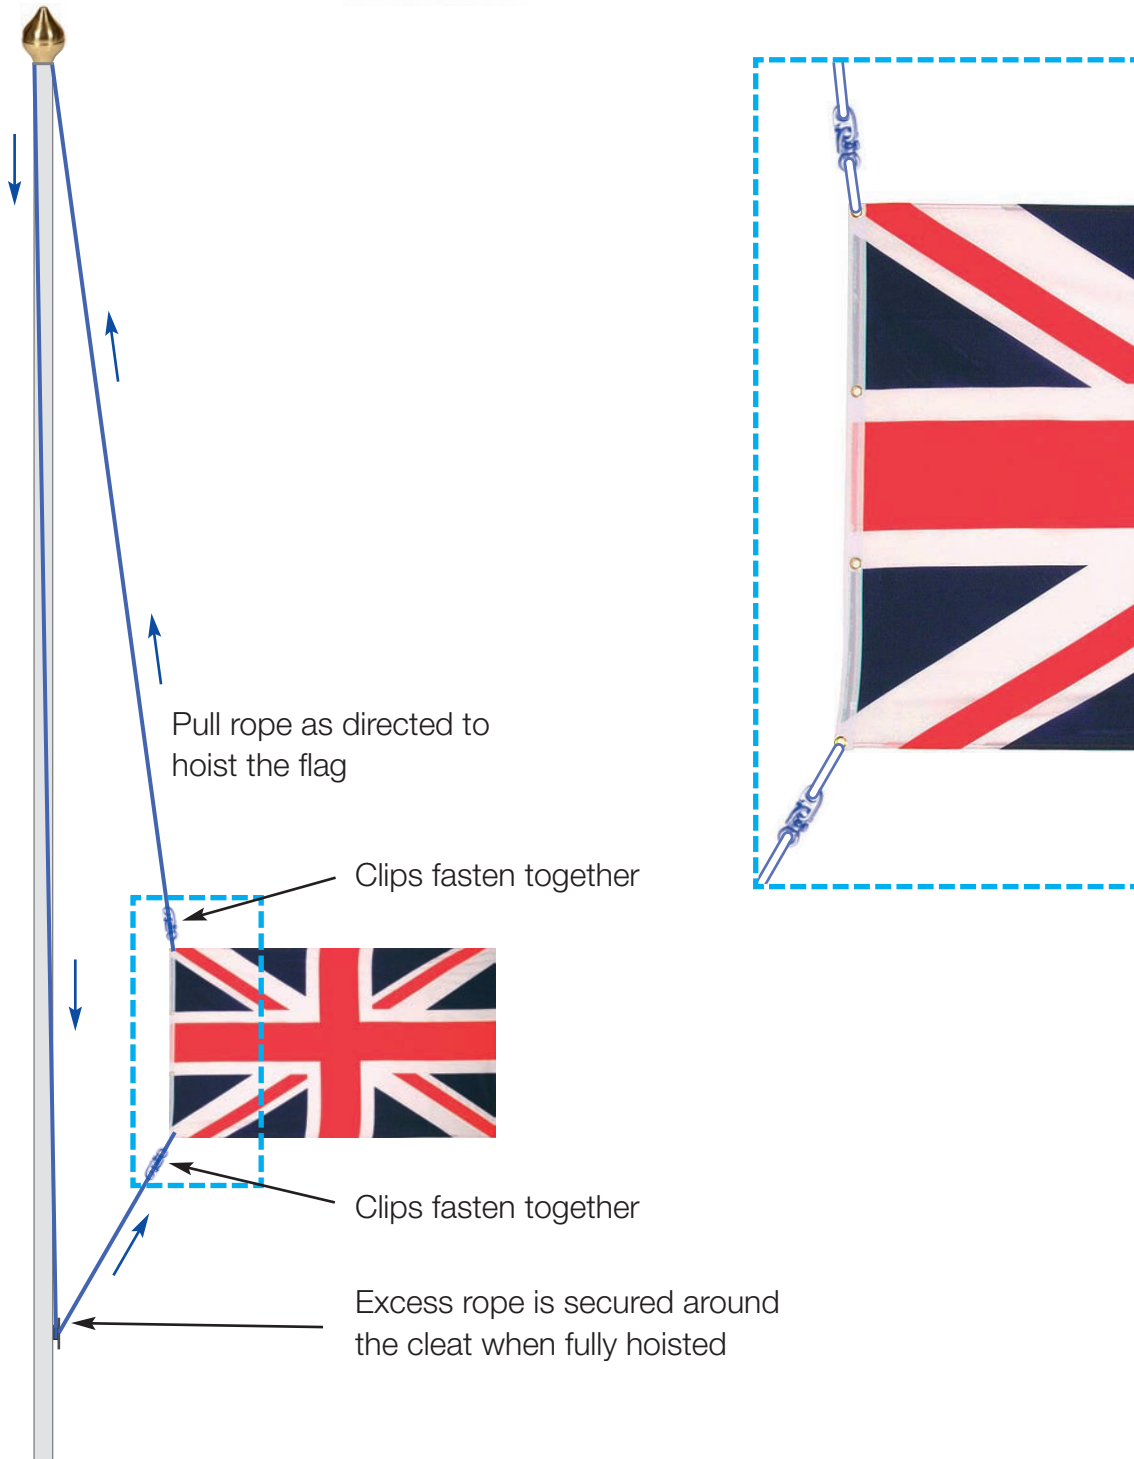 Pull rope as directed to
hoist the flag
Clips fasten together
Clips fasten together
Excess rope is secured around
the cleat when fully hoisted